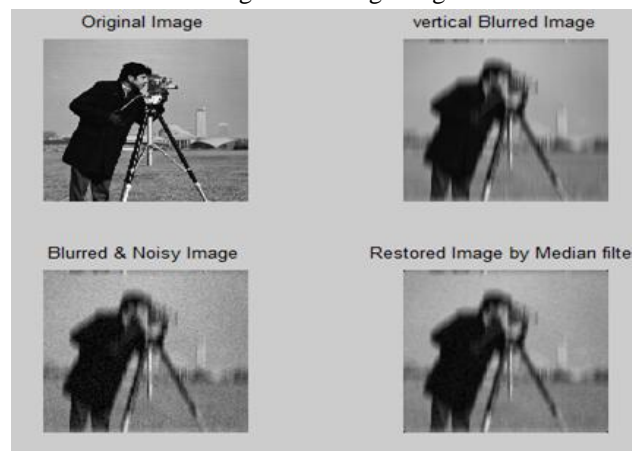 Original Image
vertical Blurred Image
Blurred & Noisy Image
Restored Image by Median filte